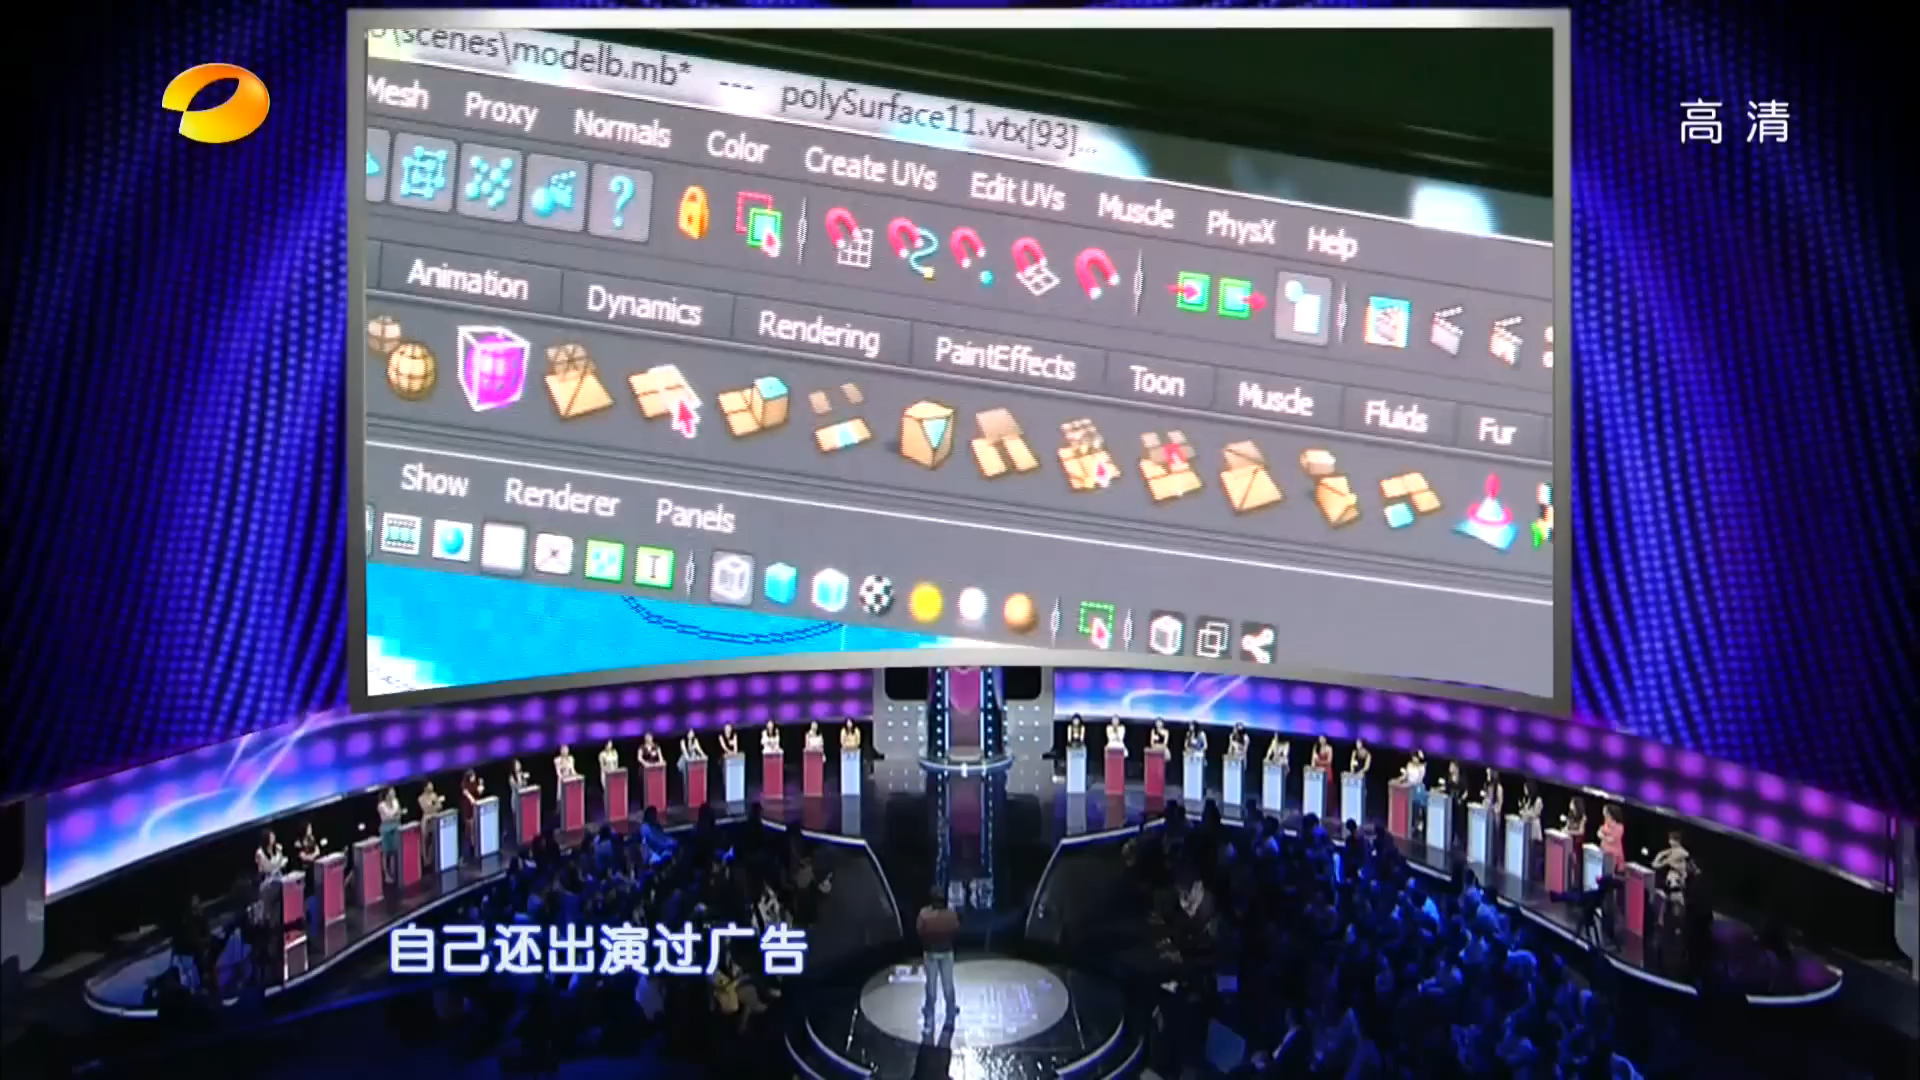 \scenes\modelb.mb* --- polySurface11.vtx[93]...
高清
Mesh Proxy Normals Color Create UVs Edit UVs Muscle PhysX Help
Animation Dynamics Rendering PaintEffects Toon Muscle Fluids Fur
Show Renderer Panels
自己还出演过广告